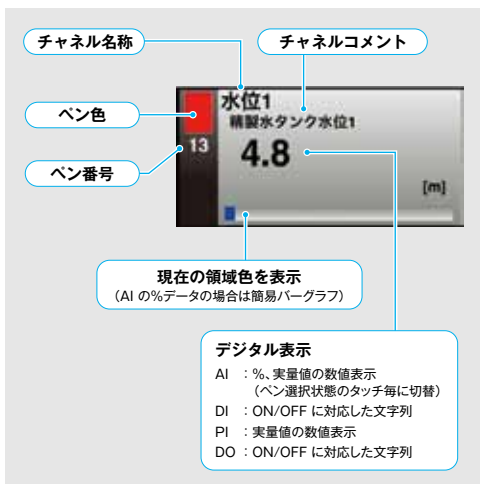 チャネル名称
チャネルコメント
ペン色
ペン番号
水位1
精製水タンク水位1
13
4.8
[m]
現在の領域色を表示
（AI の%データの場合は簡易バーグラフ）
デジタル表示
AI ：%、実量値の数値表示
（ペン選択状態のタッチ毎に切替）
DI ：ON/OFF に対応した文字列
PI ：実量値の数値表示
DO ：ON/OFF に対応した文字列